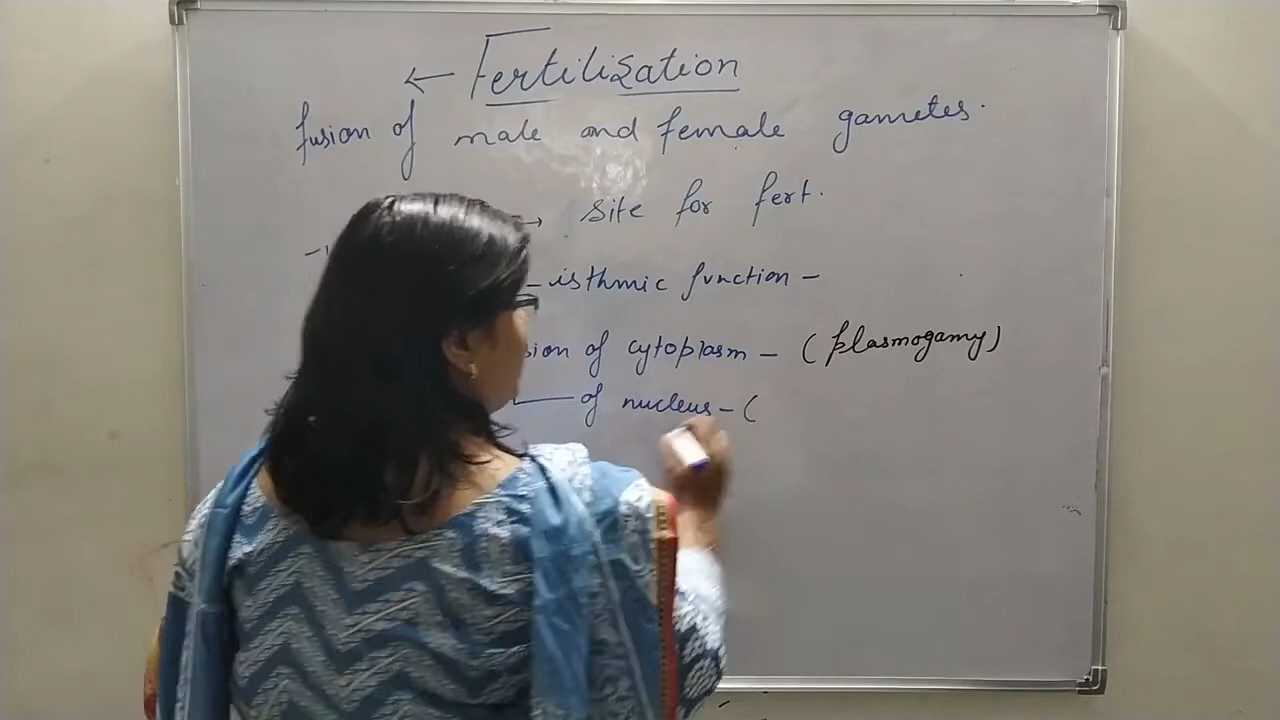 ← Fertilization
fusion of male and female gametes.
→ site for fert.
- isthmic function -
sion of cytoplasm - (plasmogamy)
of nucleus - (